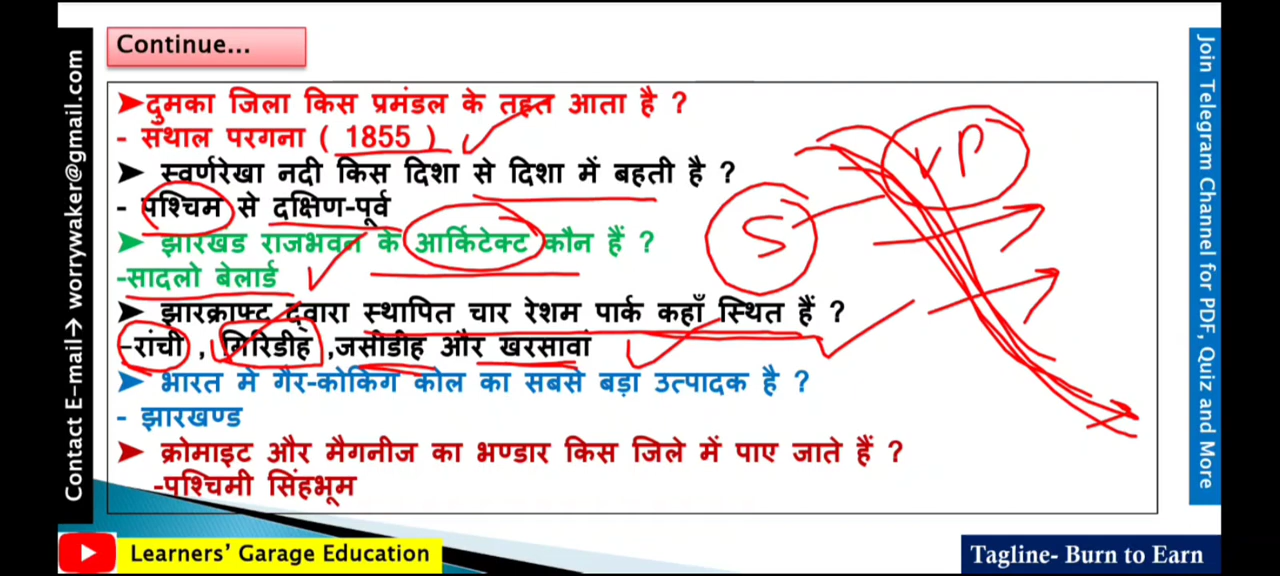 Continue...
➤दुमका जिला किस प्रमंडल के तहत आता है ?
- संथाल परगना ( 1855 )
➤ स्वर्णरेखा नदी किस दिशा से दिशा में बहती है ?
- पश्चिम से दक्षिण-पूर्व
➤ झारखंड राजभवन के आर्किटेक्ट कौन हैं ?
-सादलो बेलार्ड
➤ झारक्राफ्ट द्वारा स्थापित चार रेशम पार्क कहाँ स्थित हैं ?
-रांची , गिरिडीह ,जसीडीह और खरसावां
➤ भारत मे गैर-कोकिंग कोल का सबसे बड़ा उत्पादक है ?
- झारखण्ड
➤ क्रोमाइट और मैगनीज का भण्डार किस जिले में पाए जाते हैं ?
-पश्चिमी सिंहभूम
S
Contact E-mail→ worrywaker@gmail.com
Join Telegram Channel for PDF, Quiz and More
Learners’ Garage Education
Tagline- Burn to Earn